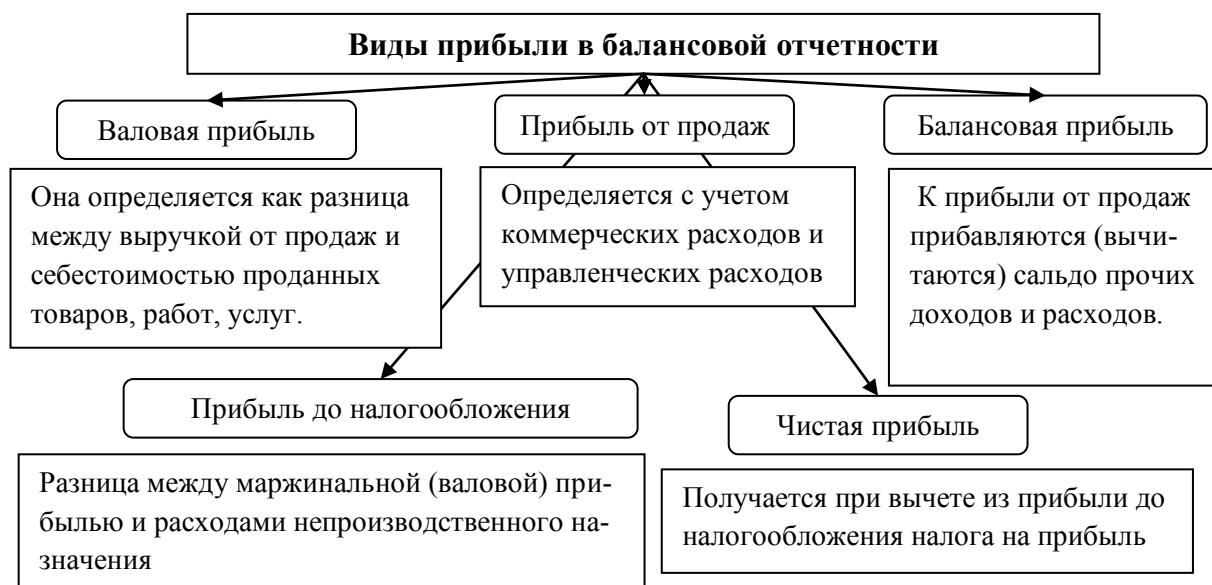 Виды прибыли в балансовой отчетности
Валовая прибыль
Прибыль от продаж
Балансовая прибыль
Она определяется как разница
между выручкой от продаж и
себестоимостью проданных
товаров, работ, услуг.
Определяется с учетом
коммерческих расходов и
управленческих расходов
К прибыли от продаж
прибавляются (вычи-
таются) сальдо прочих
доходов и расходов.
Прибыль до налогообложения
Чистая прибыль
Разница между маржинальной (валовой) при-
былью и расходами непроизводственного на-
значения
Получается при вычете из прибыли до
налогообложения налога на прибыль